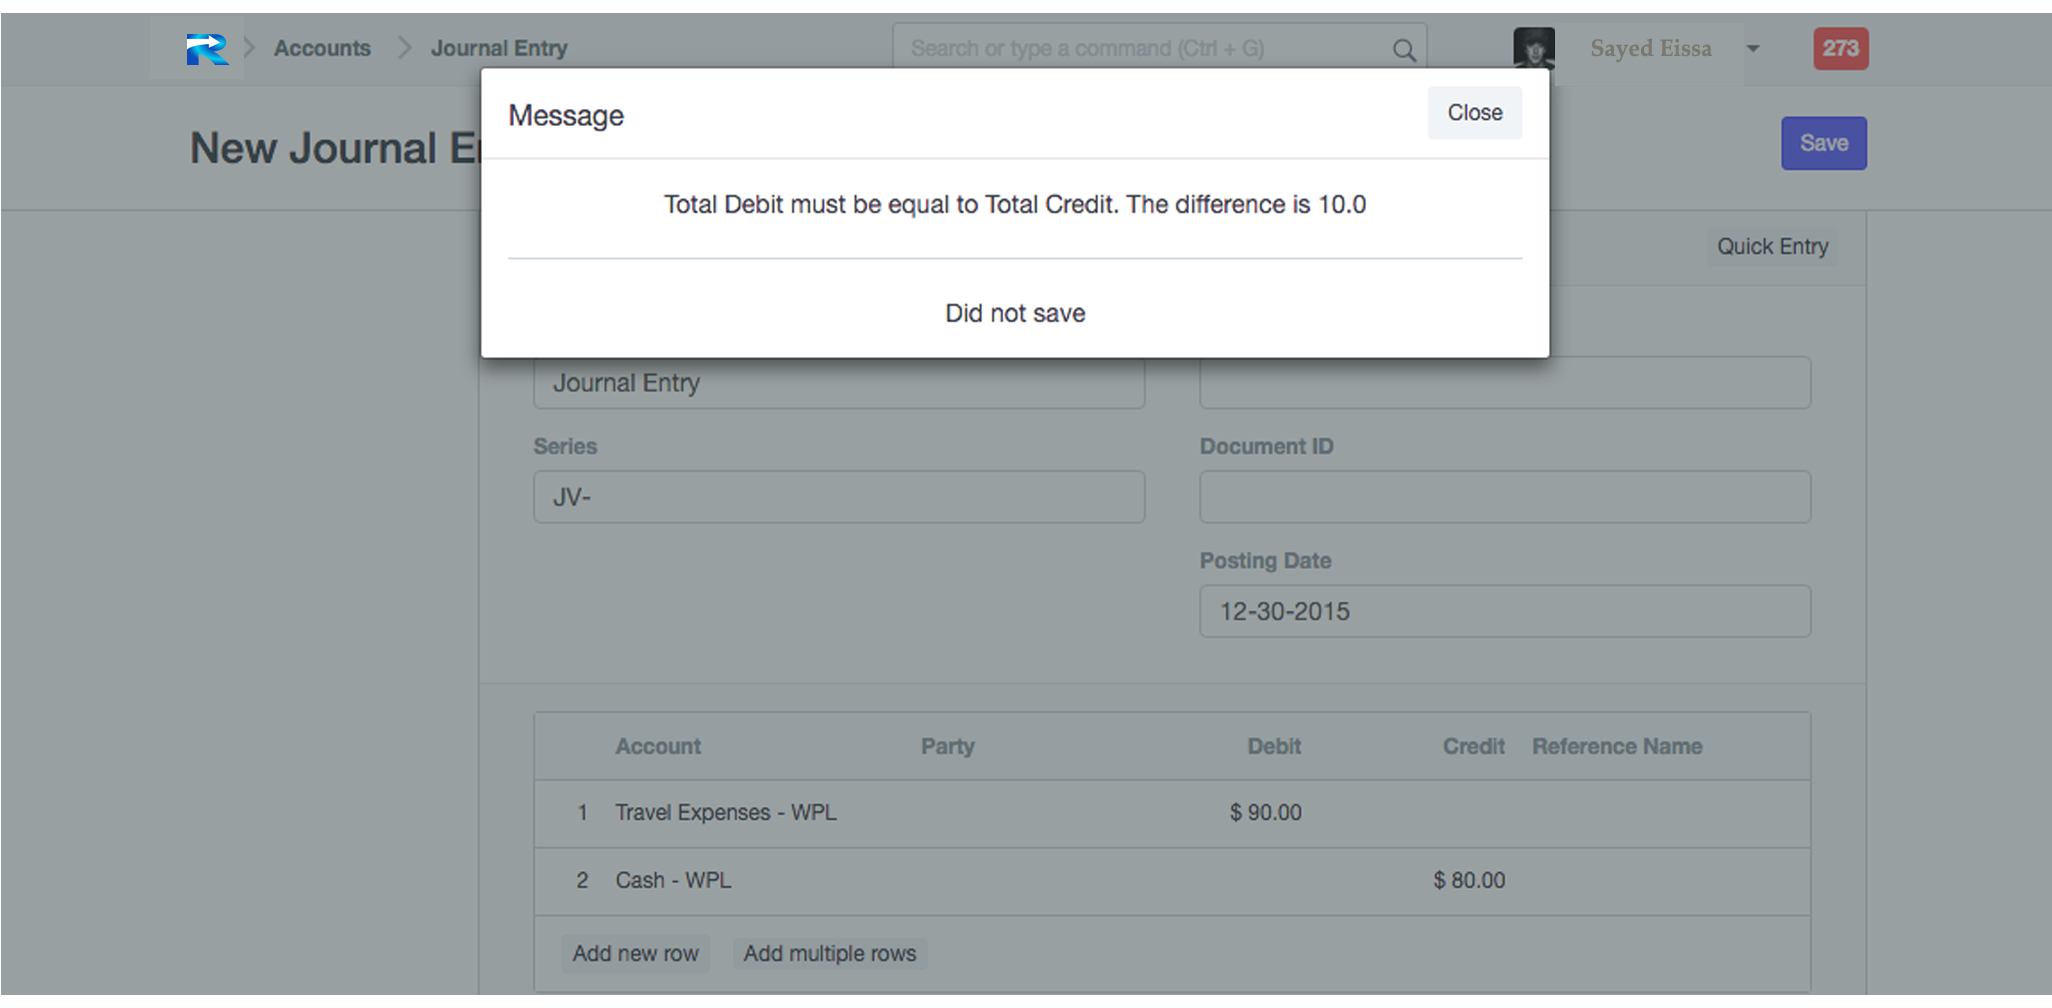 R Accounts Journal Entry Search or type a command (Ctrl + G) Sayed Eissa 273
Message Close
New Journal E Save
Total Debit must be equal to Total Credit. The difference is 10.0
Quick Entry
Did not save
Journal Entry
Series Document ID
JV-
Posting Date
12-30-2015
Account Party Debit Credit Reference Name
1 Travel Expenses - WPL $ 90.00
2 Cash - WPL $ 80.00
Add new row Add multiple rows